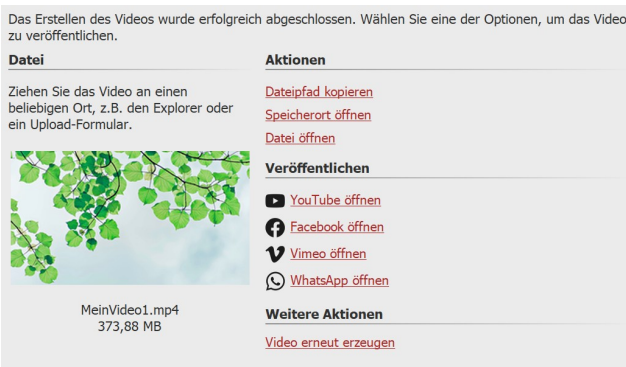 Das Erstellen des Videos wurde erfolgreich abgeschlossen. Wählen Sie eine der Optionen, um das Video
zu veröffentlichen.
Datei
Ziehen Sie das Video an einen
beliebigen Ort, z.B. den Explorer oder
ein Upload-Formular.
MeinVideo1.mp4
373,88 MB
Aktionen
Dateipfad kopieren
Speicherort öffnen
Datei öffnen
Veröffentlichen
YouTube öffnen
Facebook öffnen
Vimeo öffnen
WhatsApp öffnen
Weitere Aktionen
Video erneut erzeugen